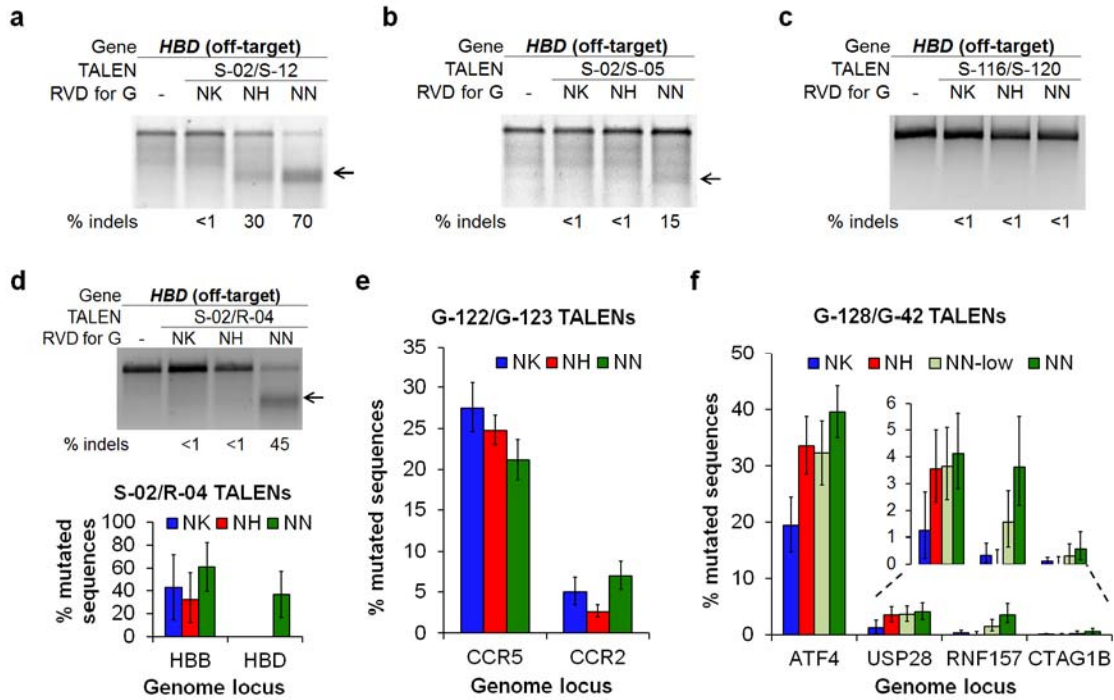 a
Gene HBD (off-target)
TALEN S-02/S-12
RVD for G - NK NH NN
% indels <1 30 70
b
HBD (off-target)
S-02/S-05
- NK NH NN
<1 <1 15
c
HBD (off-target)
S-116/S-120
- NK NH NN
<1 <1 <1
Gene
TALEN
RVD for G
% indels
Gene
TALEN
RVD for G
% indels
d
Gene HBD (off-target)
TALEN S-02/R-04
RVD for G - NK NH NN
% indels <1 <1 45
S-02/R-04 TALENs
NK NH NN
% mutated sequences
100
80
60
40
20
0
HBB HBD
Genome locus
e
G-122/G-123 TALENs
NK NH NN
% mutated sequences
35
30
25
20
15
10
5
0
CCR5 CCR2
Genome locus
f
G-128/G-42 TALENs
NK NH NN-low NN
% mutated sequences
50
40
30
20
10
0
6
5
4
3
2
1
0
ATF4 USP28 RNF157 CTAG1B
Genome locus